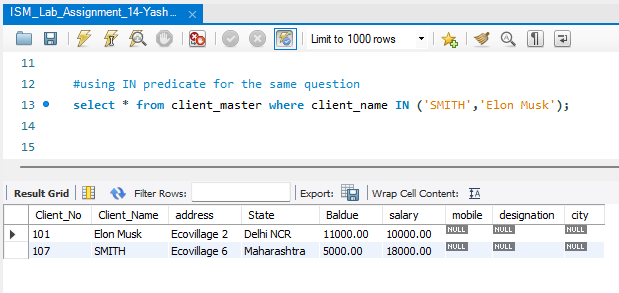 ISM_Lab_Assignment_14-Yash...
Limit to 1000 rows
11
12 #using IN predicate for the same question
13 select * from client_master where client_name IN ('SMITH','Elon Musk');
14
15
Result Grid Filter Rows: Export: Wrap Cell Content:
Client_No Client_Name address State Baldue salary mobile designation city
101 Elon Musk Ecovillage 2 Delhi NCR 11000.00 10000.00 NULL NULL NULL
107 SMITH Ecovillage 6 Maharashtra 5000.00 18000.00 NULL NULL NULL